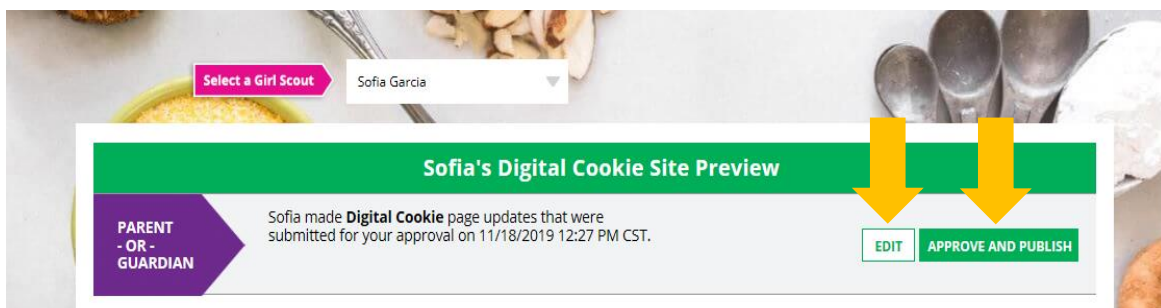 Select a Girl Scout
Sofia Garcia
Sofia's Digital Cookie Site Preview
PARENT
- OR -
GUARDIAN
Sofia made Digital Cookie page updates that were
submitted for your approval on 11/18/2019 12:27 PM CST.
EDIT
APPROVE AND PUBLISH